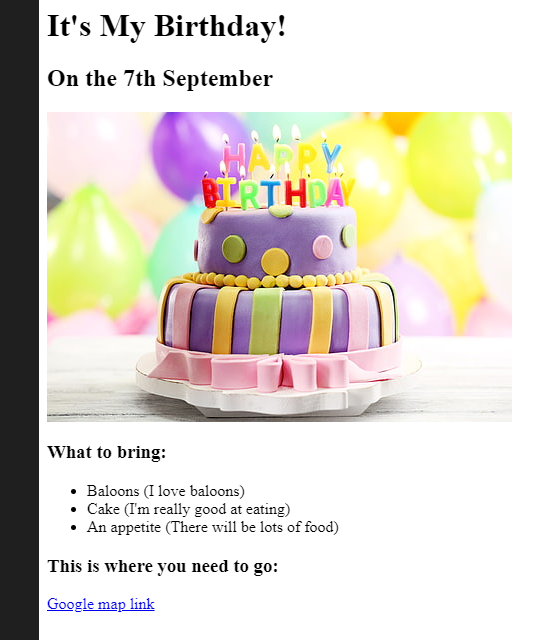 It's My Birthday!
On the 7th September
HAPPY
BIRTHDAY
What to bring:
Baloons (I love baloons)
Cake (I'm really good at eating)
An appetite (There will be lots of food)
This is where you need to go:
Google map link